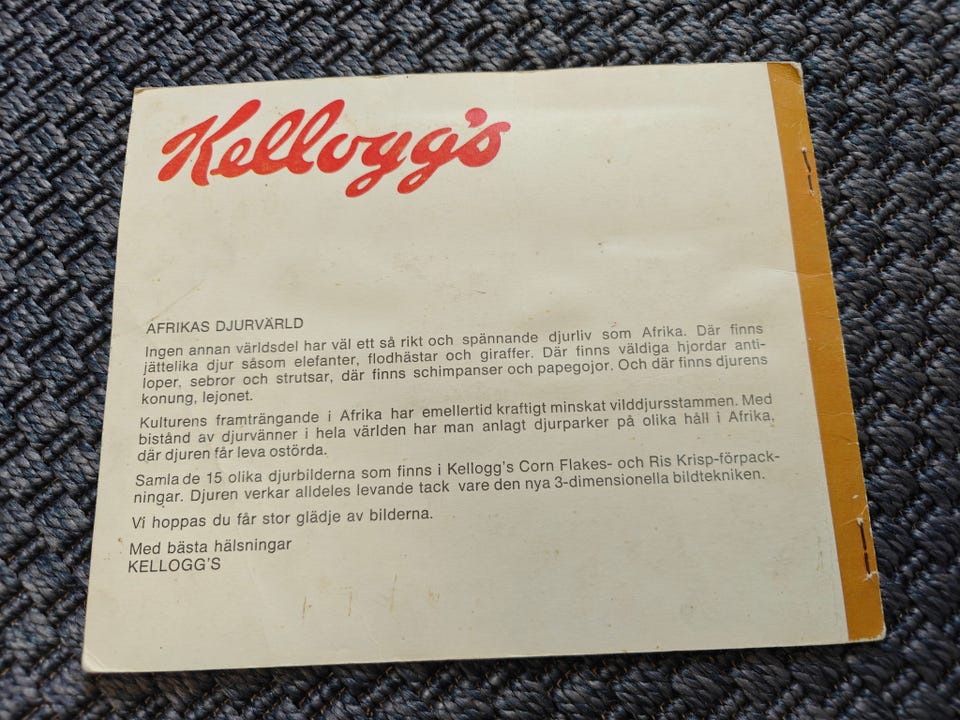 Kellogg's
AFRIKAS DJURVÄRLD
Ingen annan världsdel har väl ett så rikt och spännande djurliv som Afrika. Där finns
jättelika djur såsom elefanter, flodhästar och giraffer. Där finns väldiga hjordar anti-
loper, sebror och strutsar, där finns schimpanser och papegojor. Och där finns djurens
konung, lejonet.
Kulturens framträngande i Afrika har emellertid kraftigt minskat vilddjursstammen. Med
bistånd av djurvänner i hela världen har man anlagt djurparker på olika håll i Afrika,
där djuren får leva ostörda.
Samla de 15 olika djurbilderna som finns i Kellogg's Corn Flakes- och Ris Krisp-förpack-
ningar. Djuren verkar alldeles levande tack vare den nya 3-dimensionella bildtekniken.
Vi hoppas du får stor glädje av bilderna.
Med bästa hälsningar
KELLOGG'S